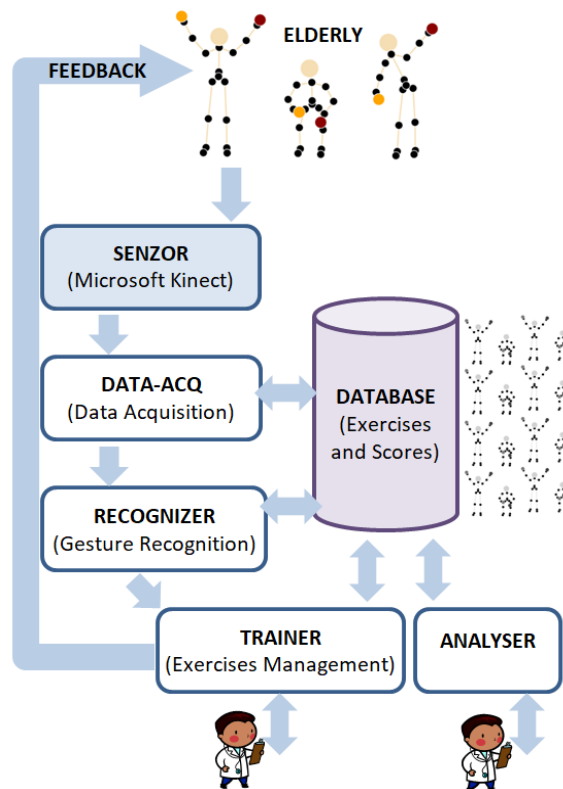 ELDERLY
FEEDBACK
SENZOR
(Microsoft Kinect)
DATA-ACQ
(Data Acquisition)
DATABASE
(Exercises
and Scores)
RECOGNIZER
(Gesture Recognition)
TRAINER
(Exercises Management)
ANALYSER